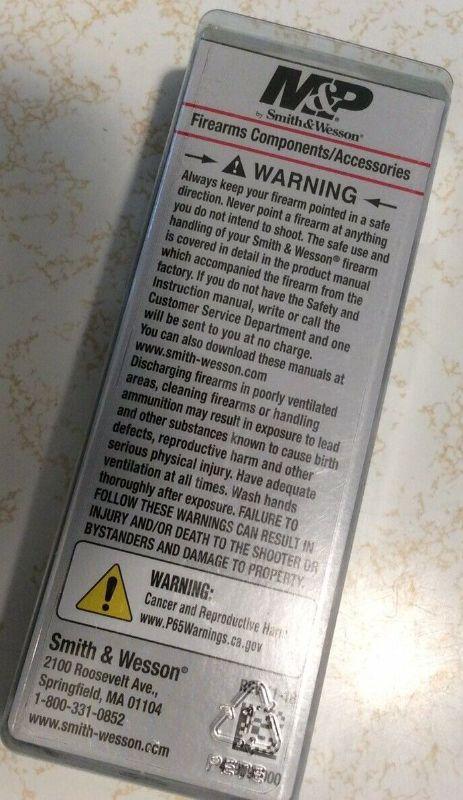 M&P
by Smith & Wesson®
Firearms Components/Accessories
WARNING
Always keep your firearm pointed in a safe
direction. Never point a firearm at anything
you do not intend to shoot. The safe use and
handling of your Smith & Wesson® firearm
is covered in detail in the product manual
which accompanied the firearm from the
factory. If you do not have the Safety and
Instruction manual, write or call the
Customer Service Department and one
will be sent to you at no charge.
You can also download these manuals at
www.smith-wesson.com
Discharging firearms in poorly ventilated
areas, cleaning firearms or handling
ammunition may result in exposure to lead
and other substances known to cause birth
defects, reproductive harm and other
serious physical injury. Have adequate
ventilation at all times. Wash hands
thoroughly after exposure. FAILURE TO
FOLLOW THESE WARNINGS CAN RESULT IN
INJURY AND/OR DEATH TO THE SHOOTER OR
BYSTANDERS AND DAMAGE TO PROPERTY.
WARNING:
Cancer and Reproductive Harm
www.P65Warnings.ca.gov
Smith & Wesson®
2100 Roosevelt Ave.,
Springfield, MA 01104
1-800-331-0852
www.smith-wesson.com